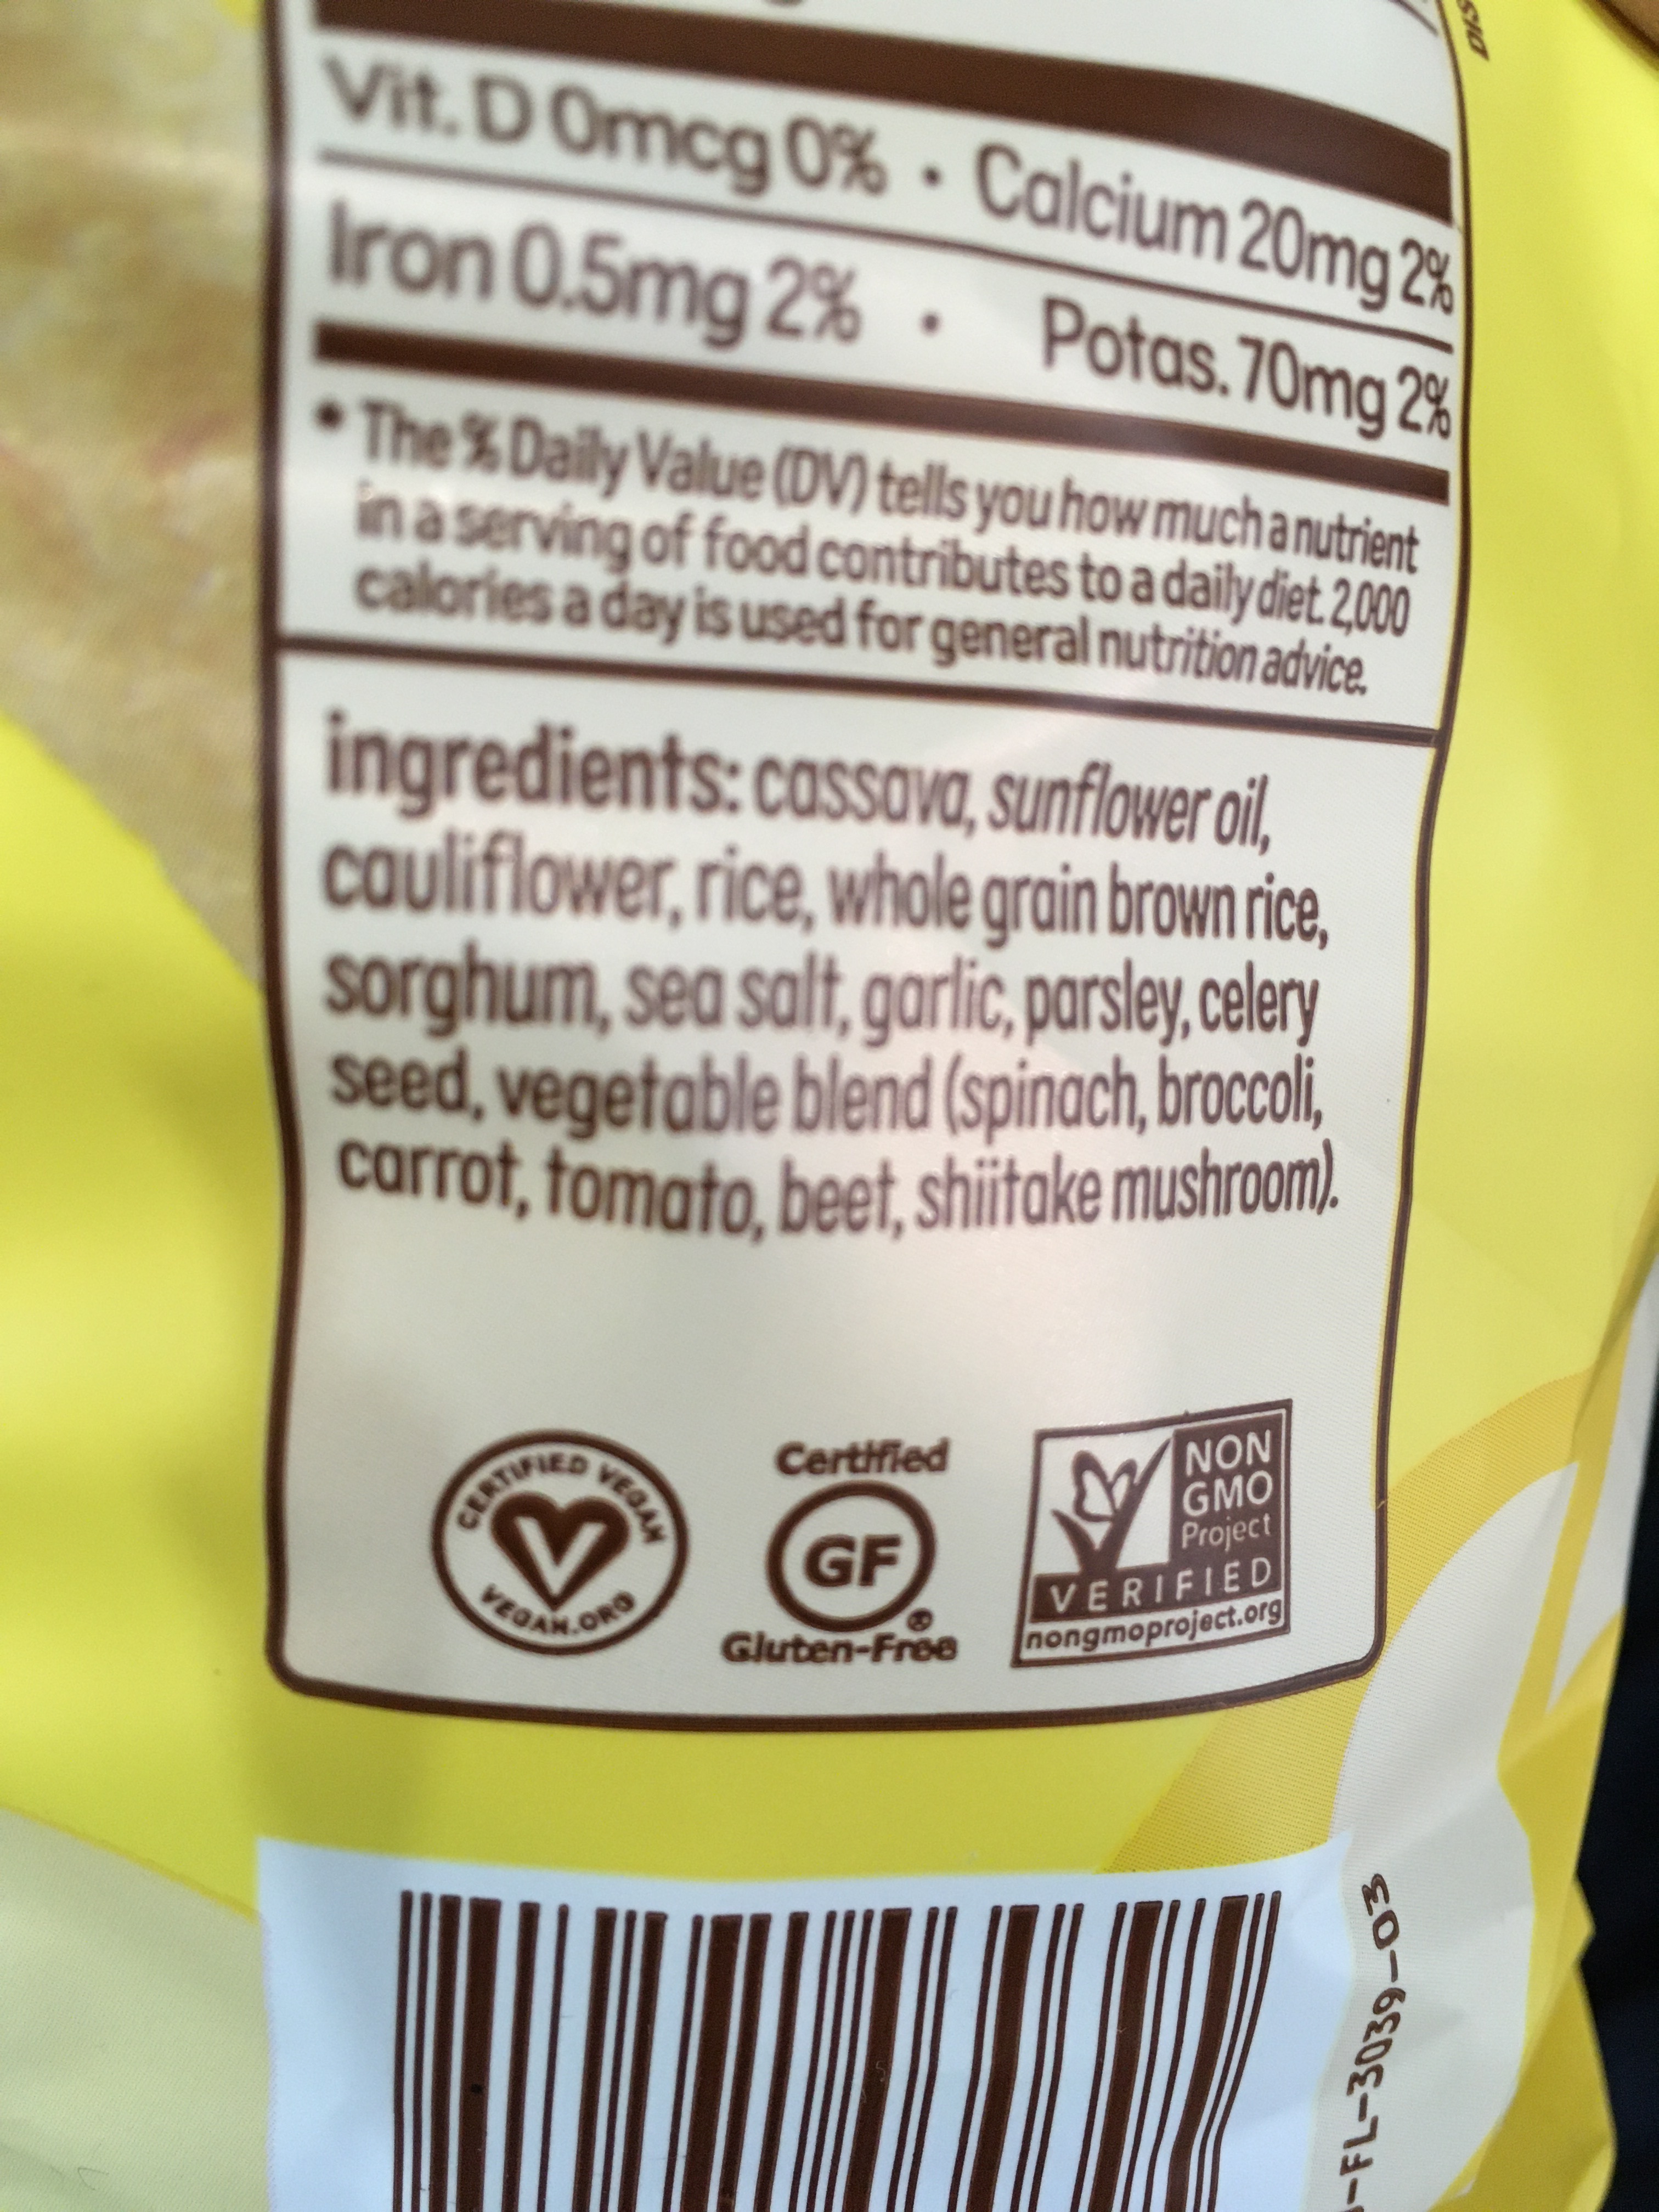 Vit. D 0mcg 0% • Calcium 20mg 2%
Iron 0.5mg 2% • Potas. 70mg 2%
* The % Daily Value (DV) tells you how much a nutrient
in a serving of food contributes to a daily diet. 2,000
calories a day is used for general nutrition advice.
ingredients: cassava, sunflower oil,
cauliflower, rice, whole grain brown rice,
sorghum, sea salt, garlic, parsley, celery
seed, vegetable blend (spinach, broccoli,
carrot, tomato, beet, shiitake mushroom).
CERTIFIED VEGAN
V
VEGAN.ORG
Certified
GF
®
Gluten-Free
NON
GMO
Project
VERIFIED
nongmoproject.org
-FL-3039-03